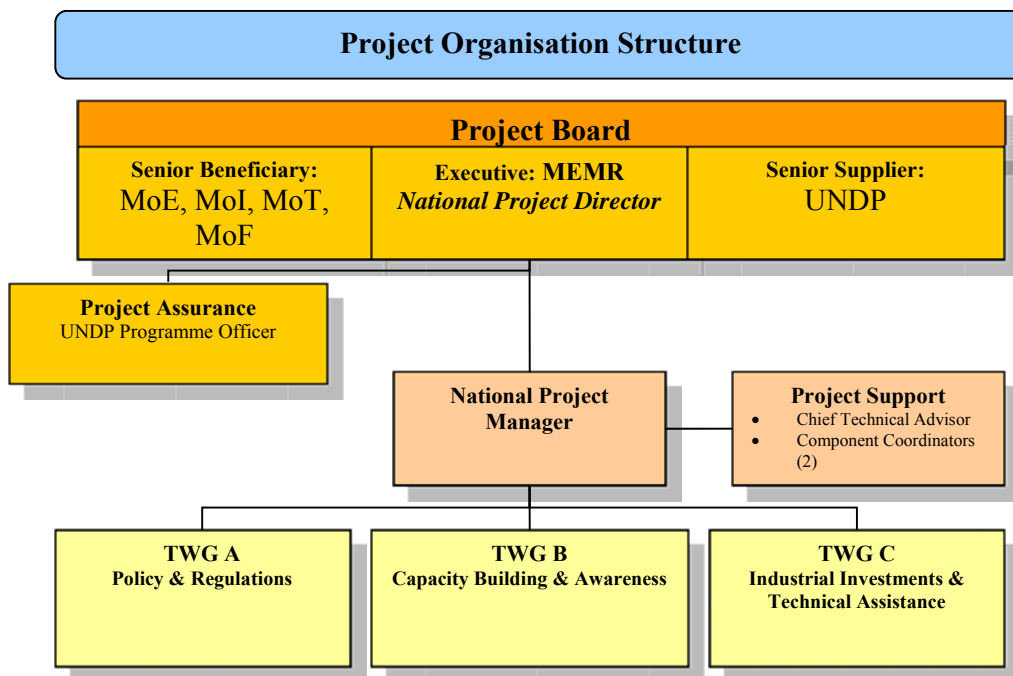 Project Organisation Structure
Project Board
Senior Beneficiary:
MoE, MoI, MoT,
MoF
Executive: MEMR
National Project Director
Senior Supplier:
UNDP
Project Assurance
UNDP Programme Officer
National Project
Manager
Project Support
• Chief Technical Advisor
• Component Coordinators
(2)
TWG A
Policy & Regulations
TWG B
Capacity Building & Awareness
TWG C
Industrial Investments &
Technical Assistance